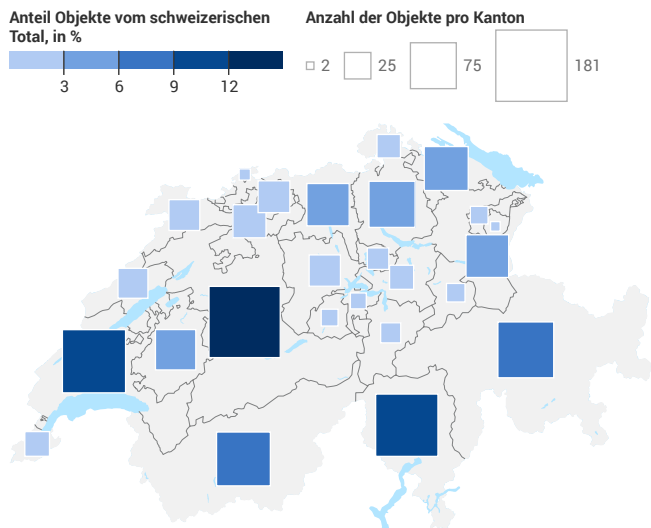 Anteil Objekte vom schweizerischen
Total, in %
3 6 9 12
Anzahl der Objekte pro Kanton
2 25 75 181